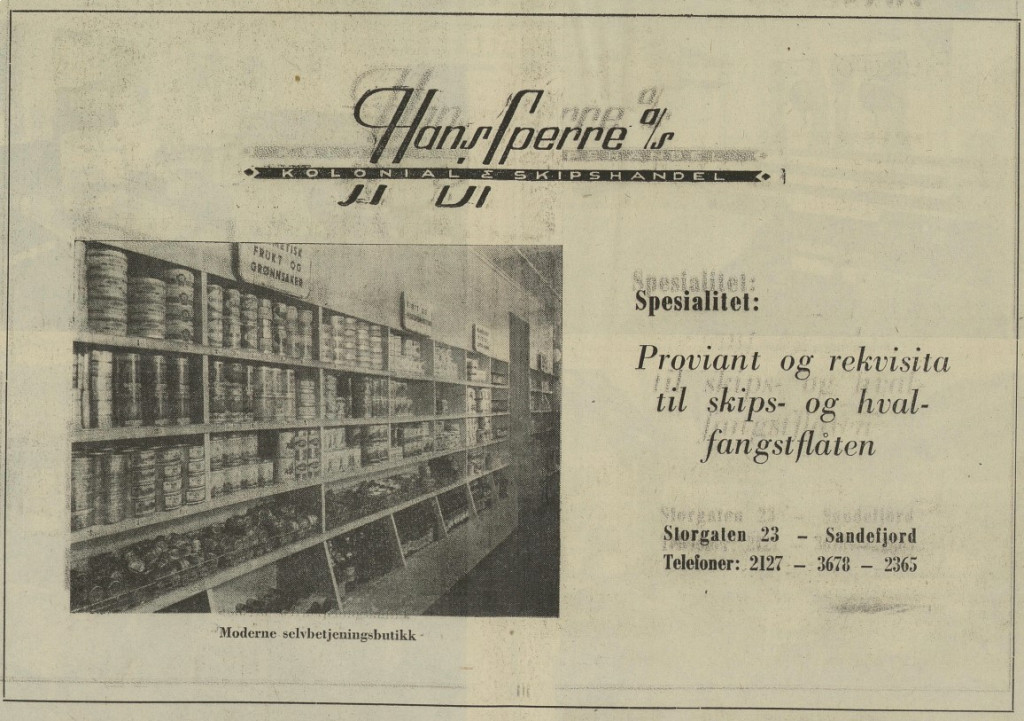 Hans Sperre A/S
KOLONIAL & SKIPSHANDEL
FRUKT OG
GRØNNSAKER
Spesialitet:
Proviant og rekvisita
til skips- og hval-
fangstflåten
Storgaten 23 – Sandefjord
Telefoner: 2127 – 3678 – 2365
Moderne selvbetjeningsbutikk